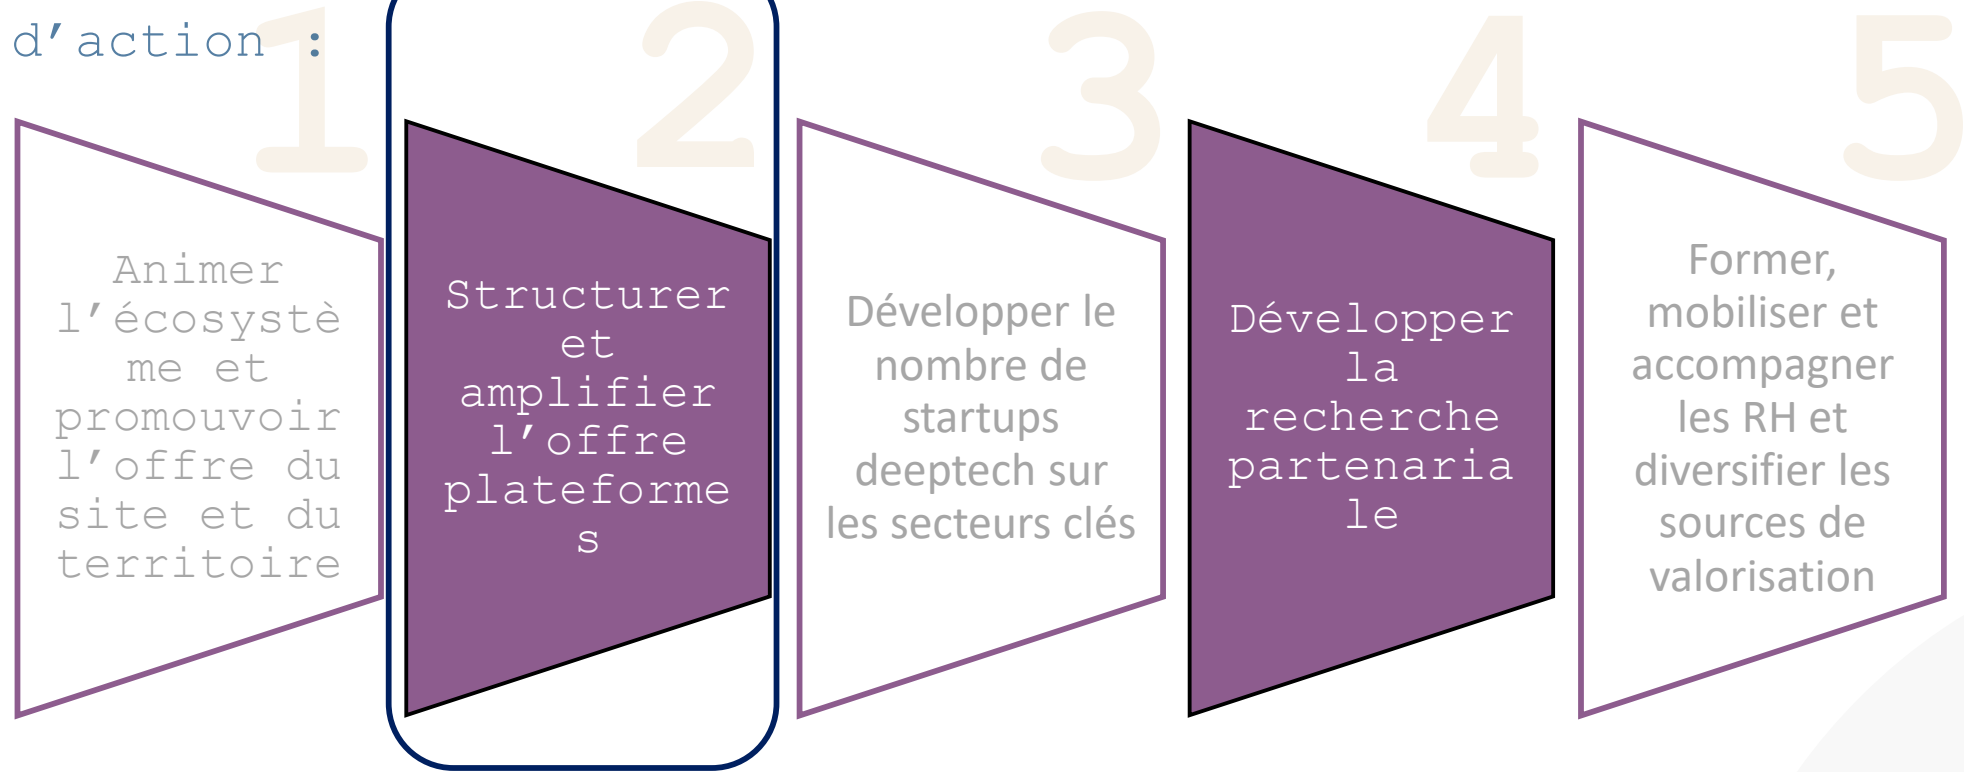 d’action :
1
2
3
4
5
Animer
l’écosystè
me et
promouvoir
l’offre du
site et du
territoire
Structurer
et
amplifier
l’offre
plateforme
s
Développer le
nombre de
startups
deeptech sur
les secteurs clés
Développer
la
recherche
partenaria
le
Former,
mobiliser et
accompagner
les RH et
diversifier les
sources de
valorisation